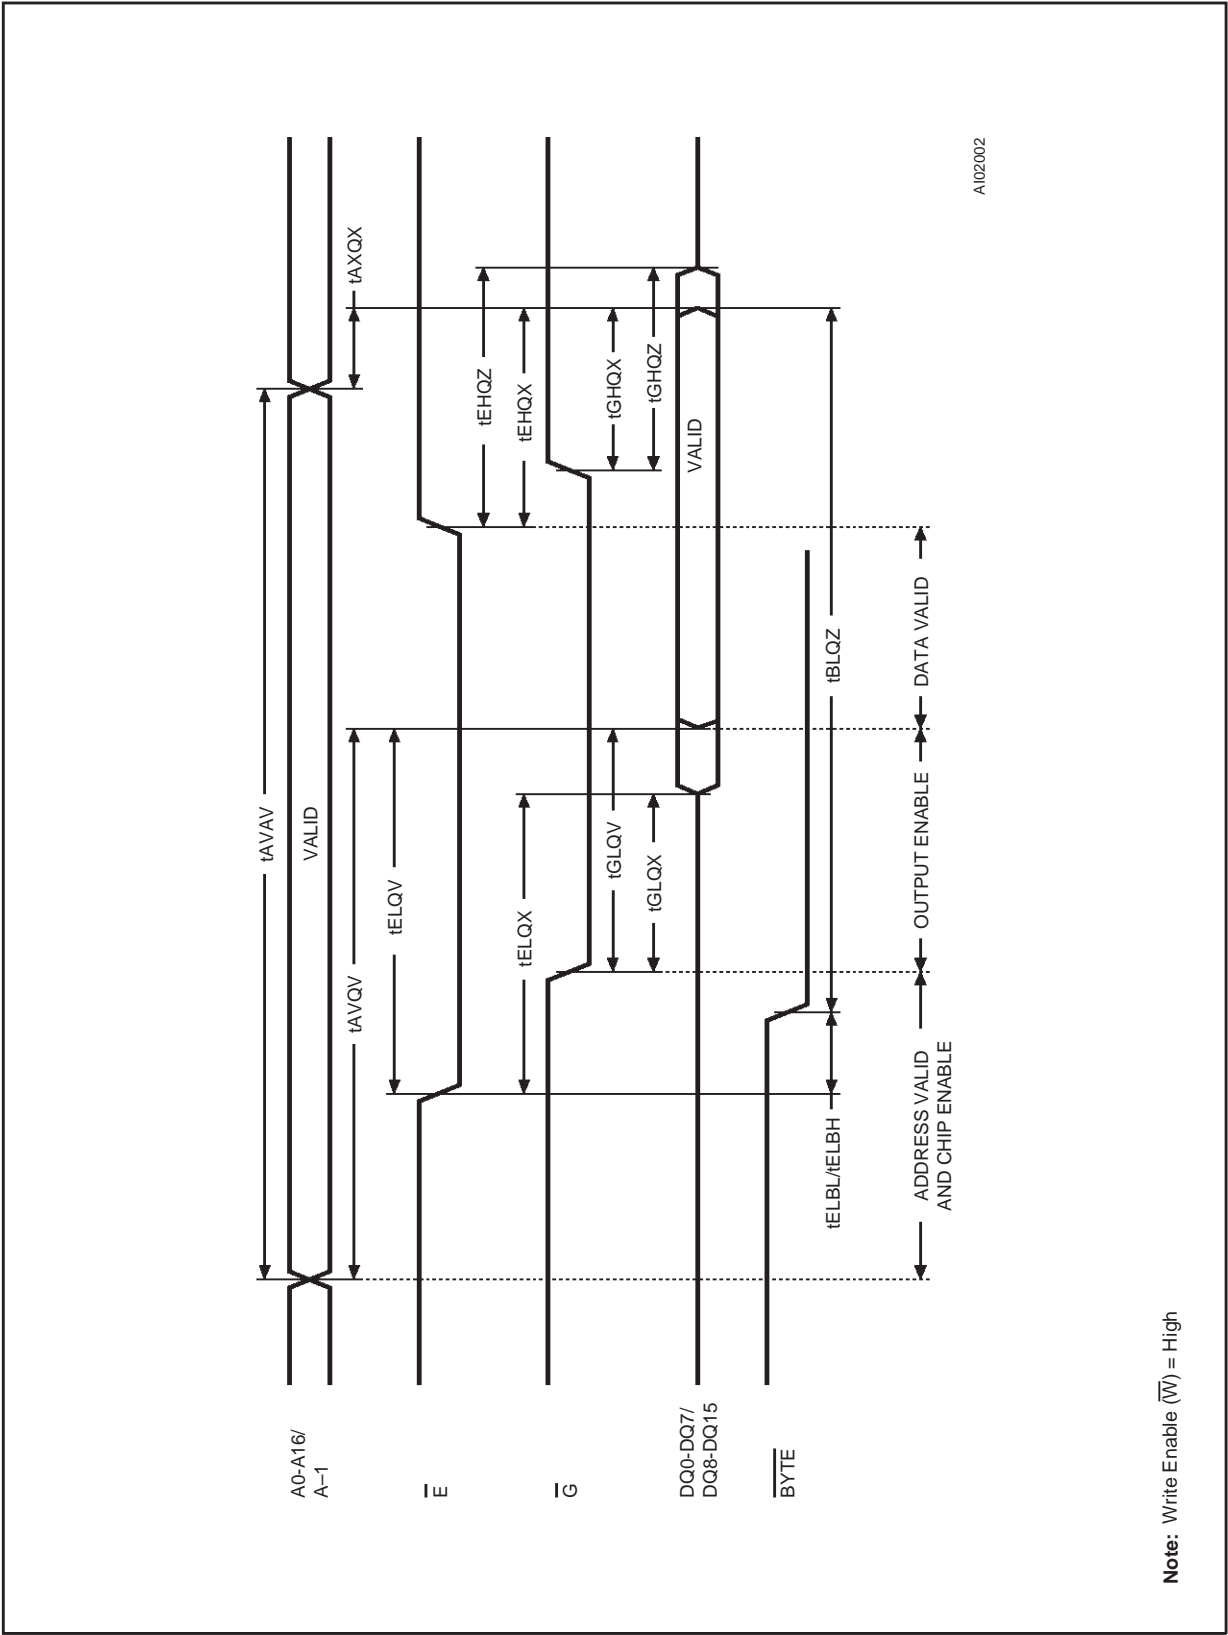 tAVAV
A0-A16/
A–1
VALID
tAVQV
tAXQX
tELQV
E
tEHQZ
tELQX
tEHQX
G
tGLQV
tGHQX
tGLQX
tGHQZ
DQ0-DQ7/
DQ8-DQ15
VALID
BYTE
tELBL/tELBH
tBLQZ
ADDRESS VALID
AND CHIP ENABLE
OUTPUT ENABLE
DATA VALID
AI02002
Note: Write Enable (W) = High